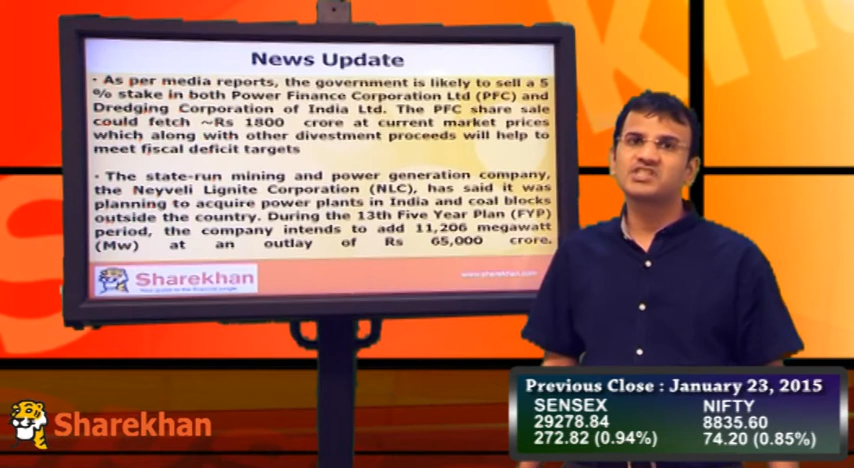 News Update
· As per media reports, the government is likely to sell a 5
% stake in both Power Finance Corporation Ltd (PFC) and
Dredging Corporation of India Ltd. The PFC share sale
could fetch ~Rs 1800 crore at current market prices
which along with other divestment proceeds will help to
meet fiscal deficit targets
· The state-run mining and power generation company,
the Neyveli Lignite Corporation (NLC), has said it was
planning to acquire power plants in India and coal blocks
outside the country. During the 13th Five Year Plan (FYP)
period, the company intends to add 11,206 megawatt
(Mw) at an outlay of Rs 65,000 crore.
Sharekhan
Your guide to the financial jungle
www.sharekhan.com
Sharekhan
Previous Close : January 23, 2015
SENSEX NIFTY
29278.84 8835.60
272.82 (0.94%) 74.20 (0.85%)